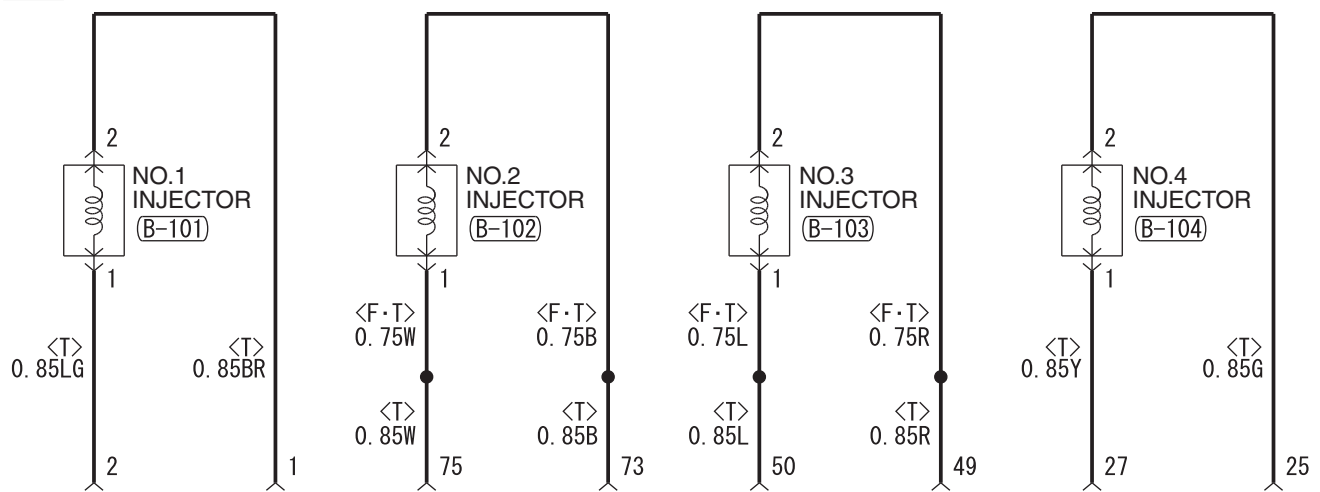 2
NO.1
INJECTOR
B-101
1
<T>
0.85LG
<T>
0.85BR
2
1
2
NO.2
INJECTOR
B-102
1
<F·T>
0.75W
<F·T>
0.75B
<T>
0.85W
<T>
0.85B
75
73
2
NO.3
INJECTOR
B-103
1
<F·T>
0.75L
<F·T>
0.75R
<T>
0.85L
<T>
0.85R
50
49
2
NO.4
INJECTOR
B-104
1
<T>
0.85Y
<T>
0.85G
27
25